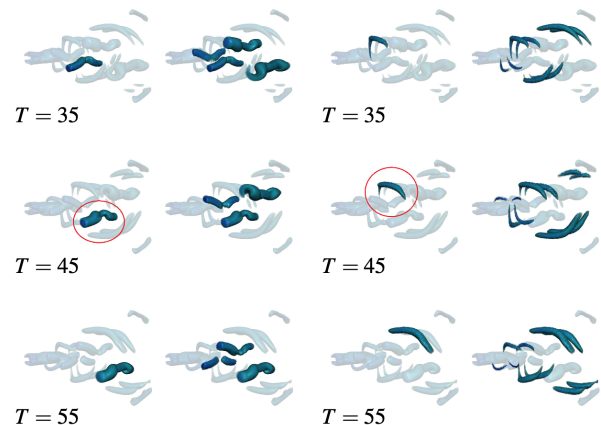 T = 35 T = 35
T = 45 T = 45
T = 55 T = 55